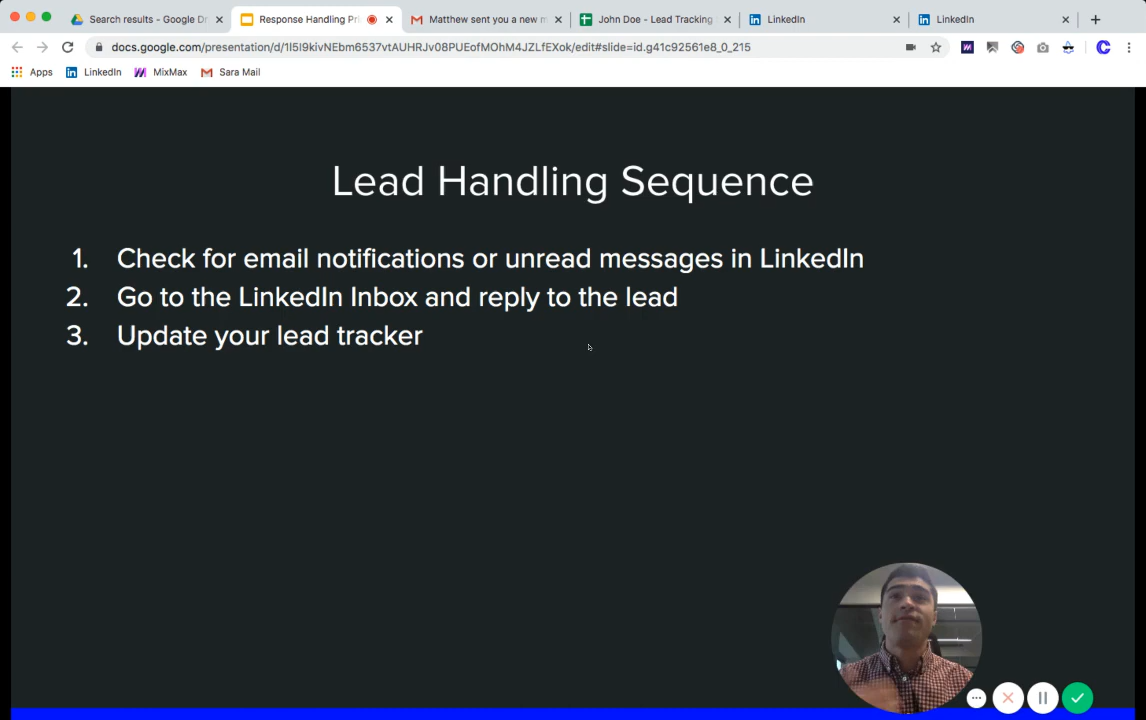 Search results - Google Dr
Response Handling Pri
Matthew sent you a new m
John Doe - Lead Tracking
LinkedIn
LinkedIn
docs.google.com/presentation/d/1l5l9kivNEbm6537vtAUHRJv08PUEofMOhM4JZLfEXok/edit#slide=id.g41c92561e8_0_215
Apps
LinkedIn
MixMax
Sara Mail
Lead Handling Sequence
1. Check for email notifications or unread messages in LinkedIn
2. Go to the LinkedIn Inbox and reply to the lead
3. Update your lead tracker